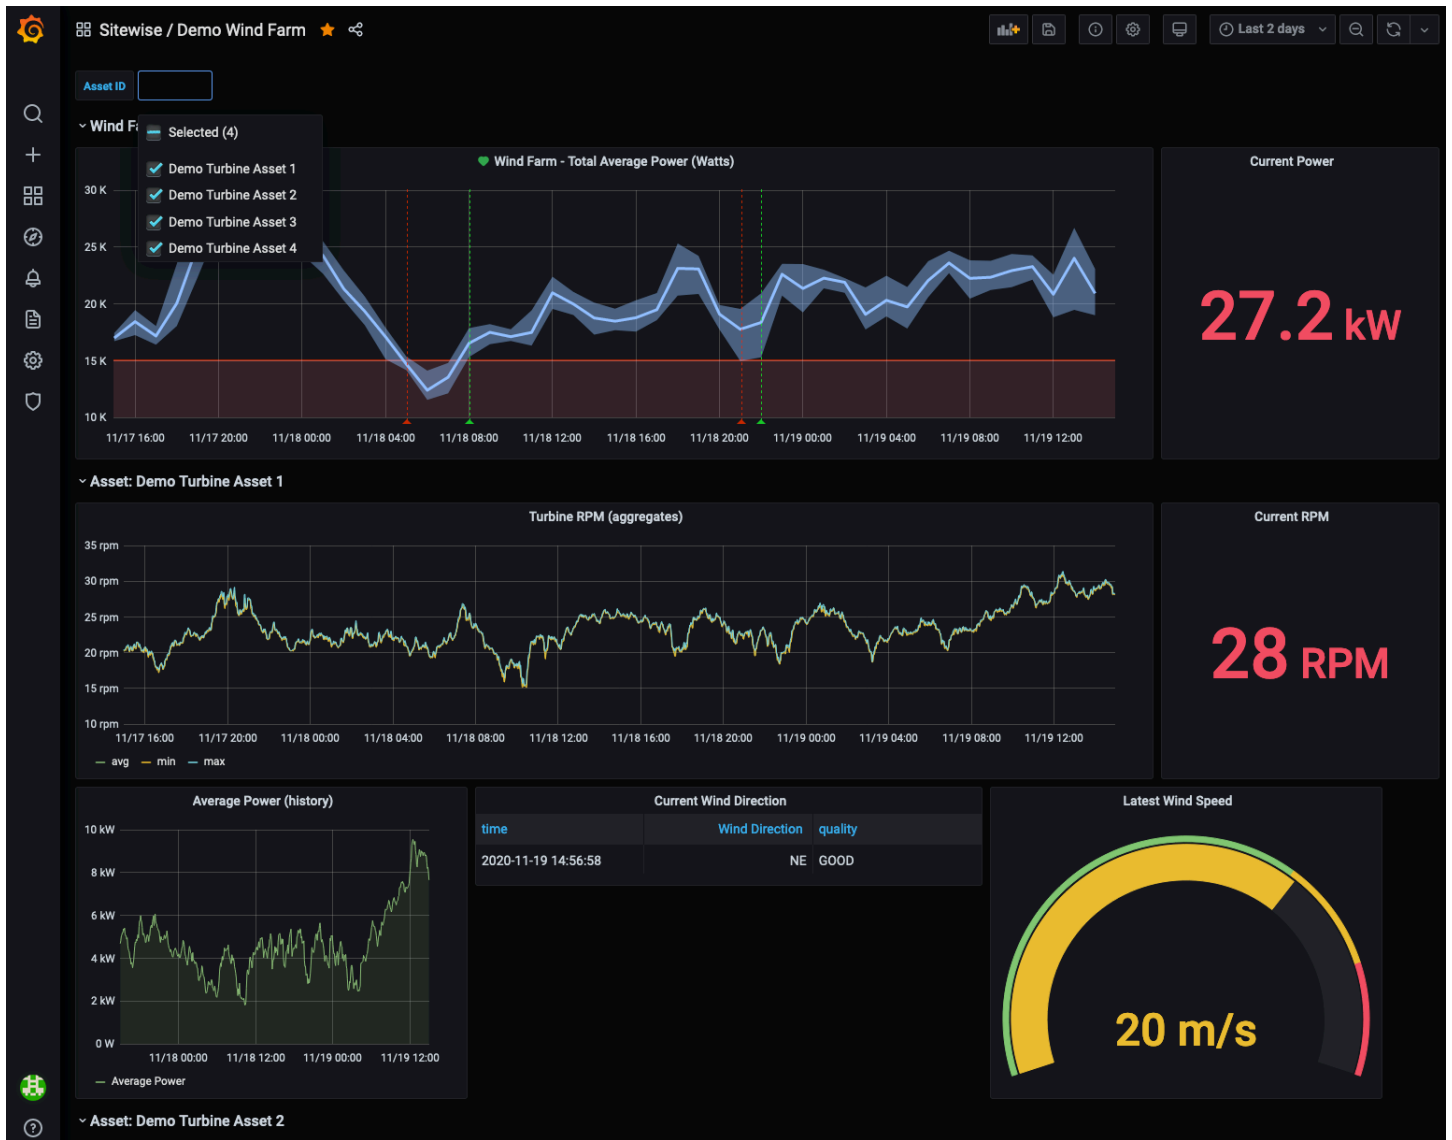 Sitewise / Demo Wind Farm
Last 2 days
Asset ID
Wind Fa
Selected (4)
Demo Turbine Asset 1
Demo Turbine Asset 2
Demo Turbine Asset 3
Demo Turbine Asset 4
Wind Farm - Total Average Power (Watts)
30 K
25 K
20 K
15 K
10 K
11/17 16:00 11/17 20:00 11/18 00:00 11/18 04:00 11/18 08:00 11/18 12:00 11/18 16:00 11/18 20:00 11/19 00:00 11/19 04:00 11/19 08:00 11/19 12:00
Current Power
27.2 kW
Asset: Demo Turbine Asset 1
Turbine RPM (aggregates)
35 rpm
30 rpm
25 rpm
20 rpm
15 rpm
10 rpm
11/17 16:00 11/17 20:00 11/18 00:00 11/18 04:00 11/18 08:00 11/18 12:00 11/18 16:00 11/18 20:00 11/19 00:00 11/19 04:00 11/19 08:00 11/19 12:00
avg min max
Current RPM
28 RPM
Average Power (history)
10 kW
8 kW
6 kW
4 kW
2 kW
0 W
11/18 00:00 11/18 12:00 11/19 00:00 11/19 12:00
Average Power
Current Wind Direction
time Wind Direction quality
2020-11-19 14:56:58 NE GOOD
Latest Wind Speed
20 m/s
Asset: Demo Turbine Asset 2